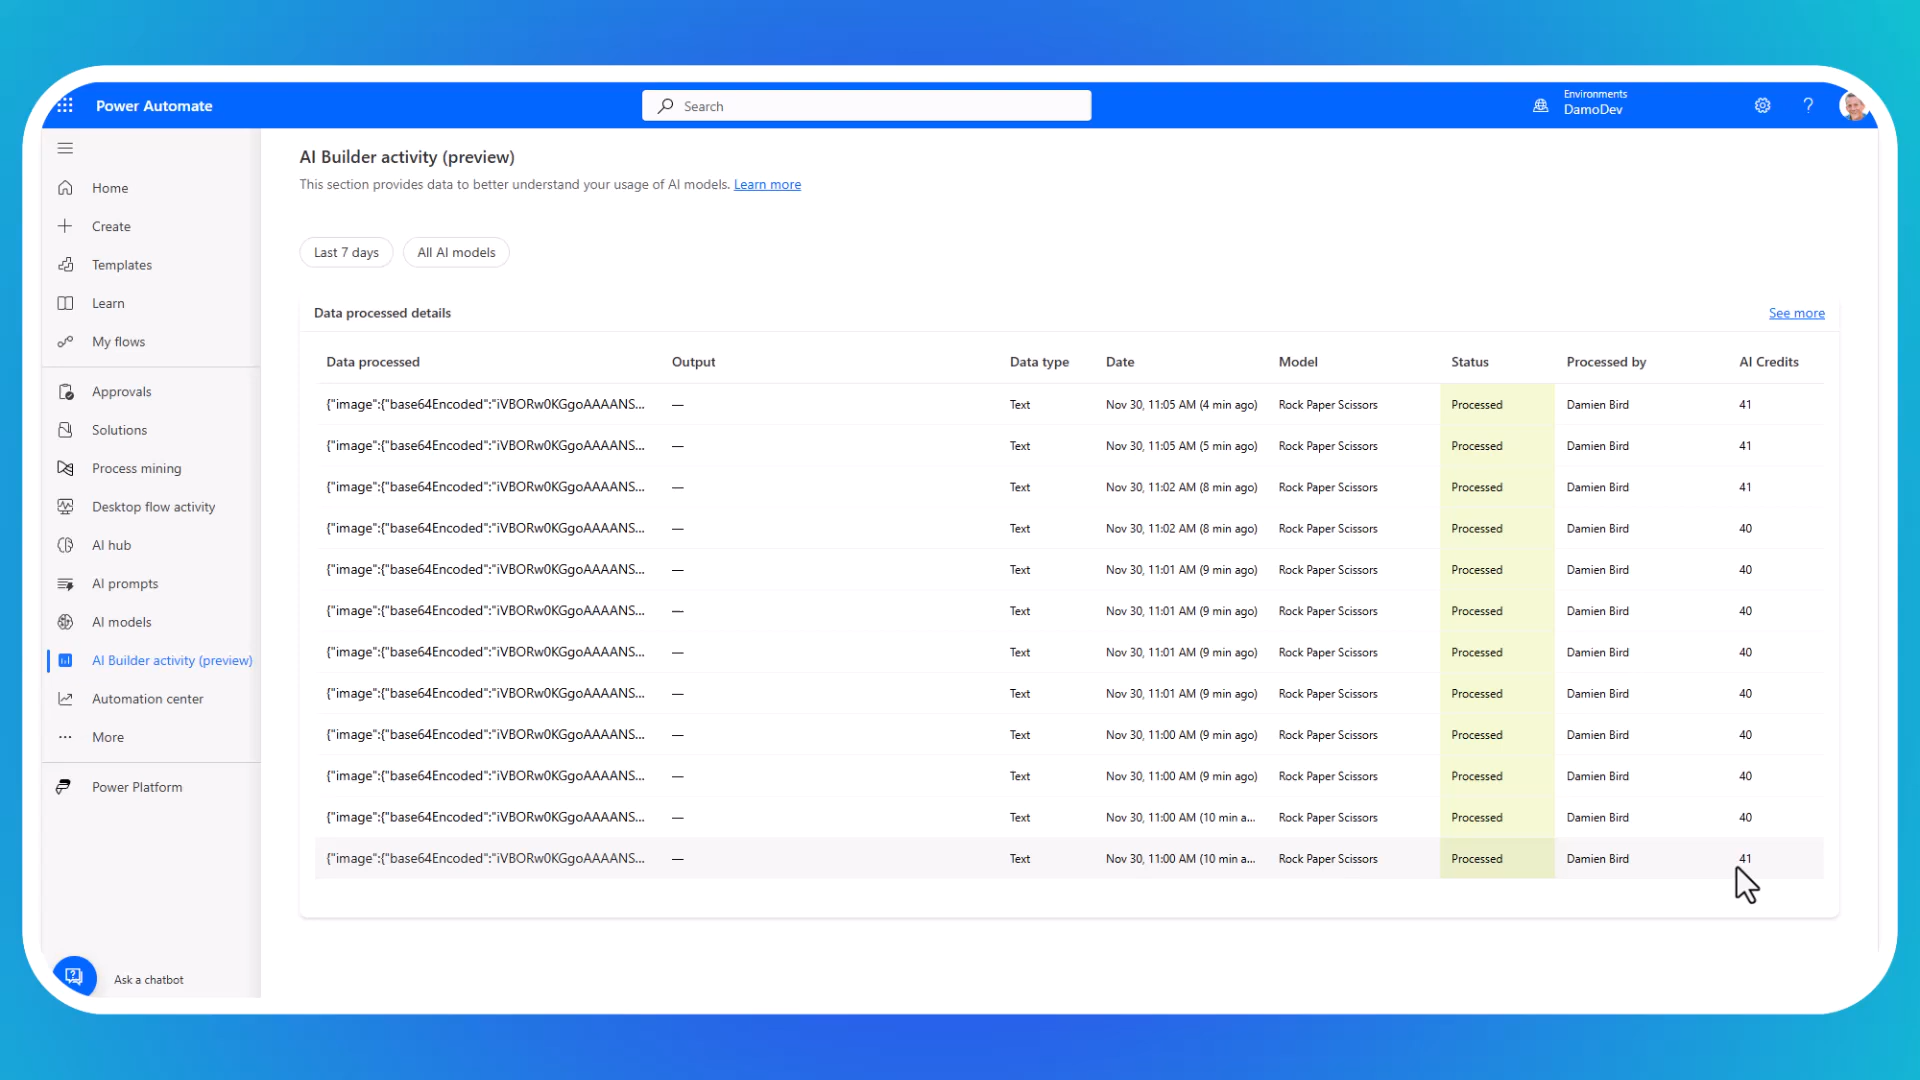 Power Automate
Search
Environments
DamoDev
Home
Create
Templates
Learn
My flows
Approvals
Solutions
Process mining
Desktop flow activity
AI hub
AI prompts
AI models
AI Builder activity (preview)
Automation center
More
Power Platform
Ask a chatbot
AI Builder activity (preview)
This section provides data to better understand your usage of AI models. Learn more
Last 7 days All AI models
Data processed details See more
Data processed Output Data type Date Model Status Processed by AI Credits
{"image":{"base64Encoded":"iVBORw0KGgoAAAANS... — Text Nov 30, 11:05 AM (4 min ago) Rock Paper Scissors Processed Damien Bird 41
{"image":{"base64Encoded":"iVBORw0KGgoAAAANS... — Text Nov 30, 11:05 AM (5 min ago) Rock Paper Scissors Processed Damien Bird 41
{"image":{"base64Encoded":"iVBORw0KGgoAAAANS... — Text Nov 30, 11:02 AM (8 min ago) Rock Paper Scissors Processed Damien Bird 41
{"image":{"base64Encoded":"iVBORw0KGgoAAAANS... — Text Nov 30, 11:02 AM (8 min ago) Rock Paper Scissors Processed Damien Bird 40
{"image":{"base64Encoded":"iVBORw0KGgoAAAANS... — Text Nov 30, 11:01 AM (9 min ago) Rock Paper Scissors Processed Damien Bird 40
{"image":{"base64Encoded":"iVBORw0KGgoAAAANS... — Text Nov 30, 11:01 AM (9 min ago) Rock Paper Scissors Processed Damien Bird 40
{"image":{"base64Encoded":"iVBORw0KGgoAAAANS... — Text Nov 30, 11:01 AM (9 min ago) Rock Paper Scissors Processed Damien Bird 40
{"image":{"base64Encoded":"iVBORw0KGgoAAAANS... — Text Nov 30, 11:01 AM (9 min ago) Rock Paper Scissors Processed Damien Bird 40
{"image":{"base64Encoded":"iVBORw0KGgoAAAANS... — Text Nov 30, 11:00 AM (9 min ago) Rock Paper Scissors Processed Damien Bird 40
{"image":{"base64Encoded":"iVBORw0KGgoAAAANS... — Text Nov 30, 11:00 AM (9 min ago) Rock Paper Scissors Processed Damien Bird 40
{"image":{"base64Encoded":"iVBORw0KGgoAAAANS... — Text Nov 30, 11:00 AM (10 min a... Rock Paper Scissors Processed Damien Bird 40
{"image":{"base64Encoded":"iVBORw0KGgoAAAANS... — Text Nov 30, 11:00 AM (10 min a... Rock Paper Scissors Processed Damien Bird 41